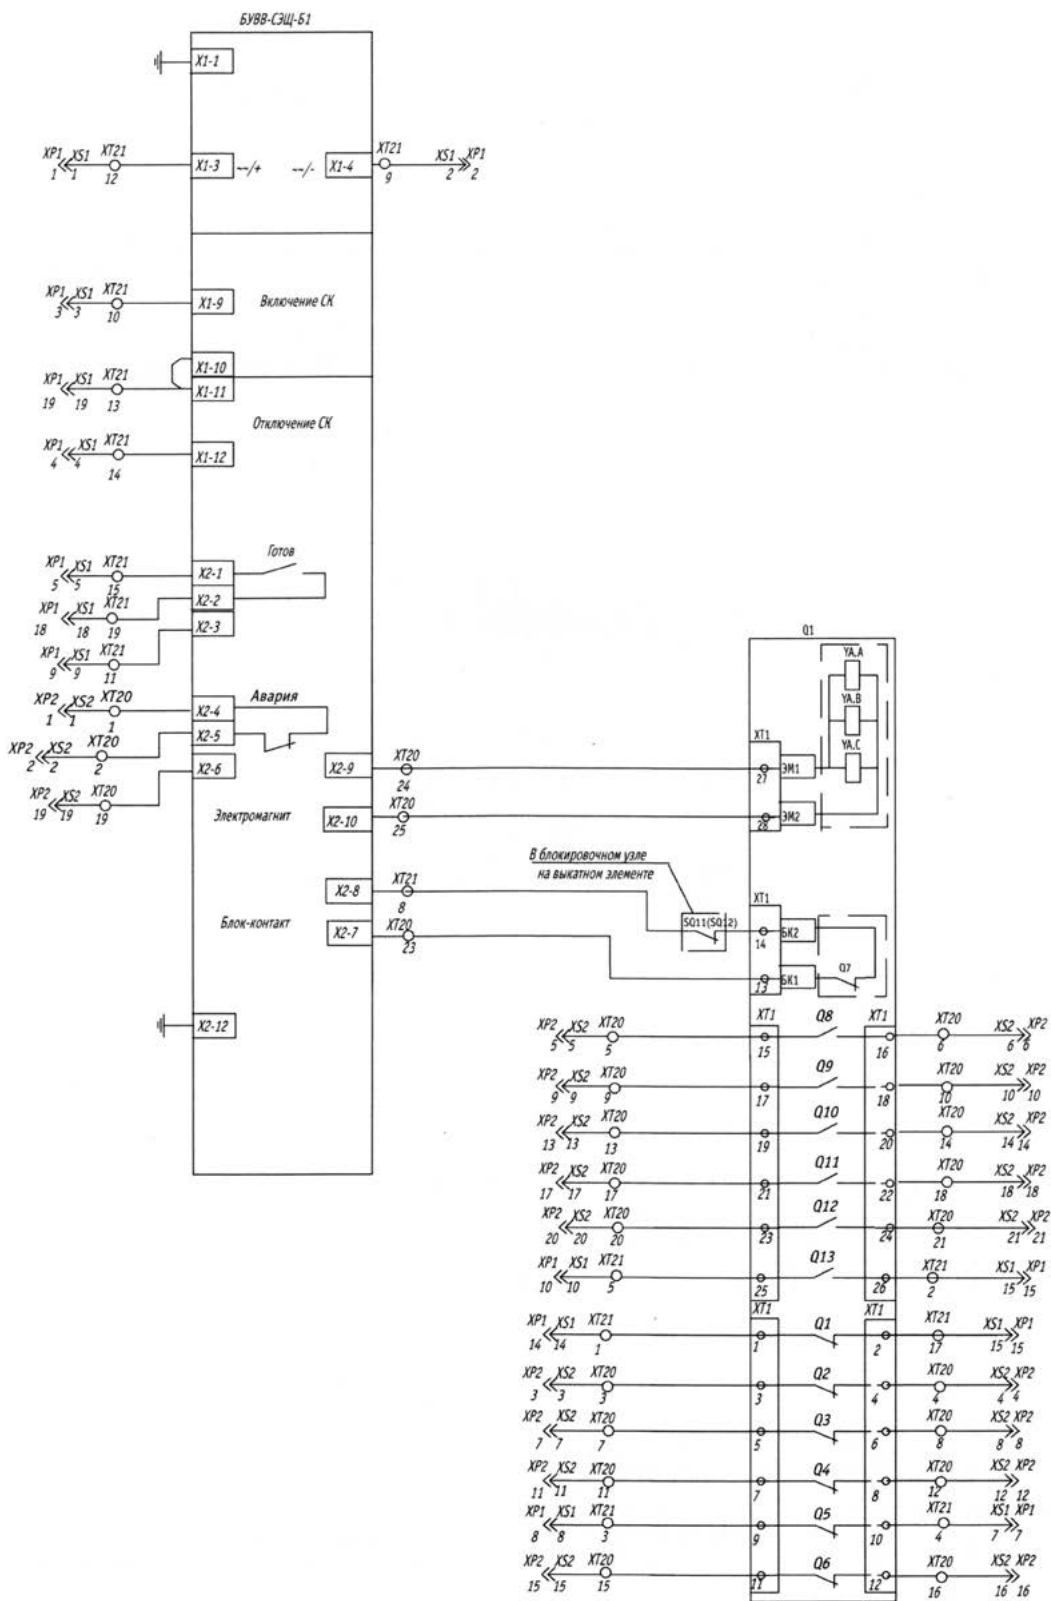 БУВВ-СЭЩ-Б1
X1-1
XP1 XS1 XT21 X1-3 ~~/+ ~~/- X1-4 XT21 XS1 XP1
1 1 12 9 2 2
XP1 XS1 XT21 X1-9 Включение СК
3 3 10
X1-10
XP1 XS1 XT21 X1-11
19 19 13
Отключение СК
XP1 XS1 XT21 X1-12
4 4 14
Готов
XP1 XS1 XT21 X2-1
5 5 15
X2-2
XP1 XS1 XT21
18 18 19
X2-3
XP1 XS1 XT21
9 9 11
Авария
XP2 XS2 XT20 X2-4
1 1 1
X2-5
XP2 XS2 XT20
2 2 2
X2-6
XP2 XS2 XT20
19 19 19
Q1
YA.A
YA.B
YA.C
XT1
X2-9 XT20 ЭМ1
24 27
Электромагнит
X2-10 XT20 ЭМ2
25 28
В блокировочном узле
на выкатном элементе
X2-8 XT21
8
XT1
SQ11(SQ12) БК2
14
Блок-контакт
X2-7 XT20
23
БК1 Q7
13
X2-12
XT1 Q8 XT1
XP2 XS2 XT20 XT20 XS2 XP2
5 5 5 15 16 6 6 6
Q9
XP2 XS2 XT20 XT20 XS2 XP2
9 9 9 17 18 10 10 10
Q10
XP2 XS2 XT20 XT20 XS2 XP2
13 13 13 19 20 14 14 14
Q11
XP2 XS2 XT20 XT20 XS2 XP2
17 17 17 21 22 18 18 18
Q12
XP2 XS2 XT20 XT20 XS2 XP2
20 20 20 23 24 21 21 21
Q13
XP1 XS1 XT21 XT21 XS1 XP1
10 10 5 25 26 2 15 15
XT1 XT1
XP1 XS1 XT21 Q1 XT21 XS1 XP1
14 14 1 1 2 17 15 15
XP2 XS2 XT20 Q2 XT20 XS2 XP2
3 3 3 3 4 4 4 4
XP2 XS2 XT20 Q3 XT20 XS2 XP2
7 7 7 5 6 8 8 8
XP2 XS2 XT20 Q4 XT20 XS2 XP2
11 11 11 7 8 12 12 12
XP1 XS1 XT21 Q5 XT21 XS1 XP1
8 8 3 9 10 4 7 7
XP2 XS2 XT20 Q6 XT20 XS2 XP2
15 15 15 11 12 16 16 16